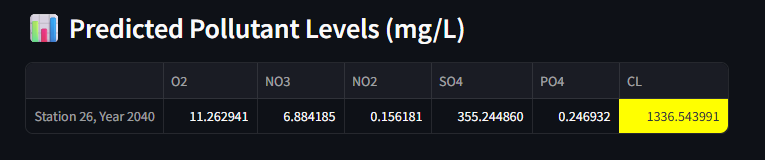 Predicted Pollutant Levels (mg/L)
O2 NO3 NO2 SO4 PO4 CL
Station 26, Year 2040 11.262941 6.884185 0.156181 355.244860 0.246932 1336.543991